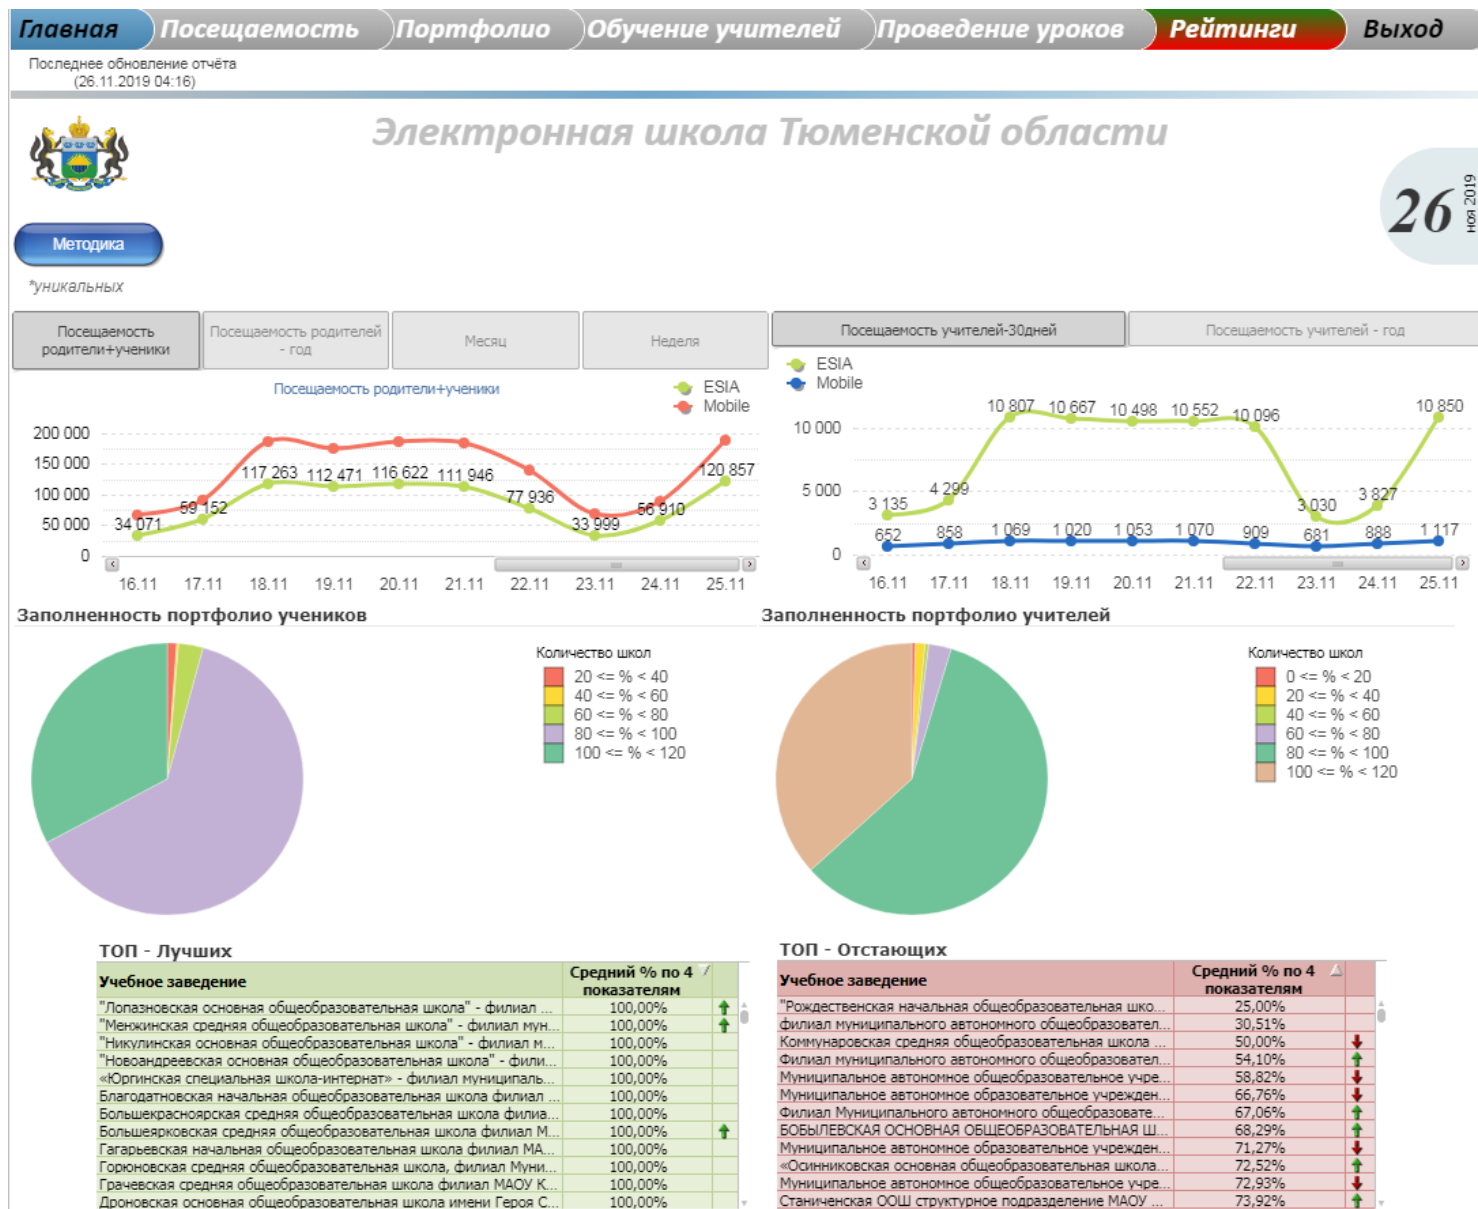 Главная Посещаемость Портфолио Обучение учителей Проведение уроков Рейтинги Выход
Последнее обновление отчёта
(26.11.2019 04:16)
Электронная школа Тюменской области
26 ноя 2019
Методика
*уникальных
Посещаемость родители+ученики
Посещаемость родителей - год
Месяц
Неделя
Посещаемость учителей-30дней
Посещаемость учителей - год
Посещаемость родители+ученики
ESIA
Mobile
200 000
150 000
100 000
50 000
0
34 071 59 152 117 263 112 471 116 622 111 946 77 936 33 999 56 910 120 857
16.11 17.11 18.11 19.11 20.11 21.11 22.11 23.11 24.11 25.11
ESIA
Mobile
10 000
5 000
0
3 135 4 299 10 807 10 667 10 498 10 552 10 096 3 030 3 827 10 850
652 858 1 069 1 020 1 053 1 070 909 681 888 1 117
16.11 17.11 18.11 19.11 20.11 21.11 22.11 23.11 24.11 25.11
Заполненность портфолио учеников
Количество школ
20 <= % < 40
40 <= % < 60
60 <= % < 80
80 <= % < 100
100 <= % < 120
Заполненность портфолио учителей
Количество школ
0 <= % < 20
20 <= % < 40
40 <= % < 60
60 <= % < 80
80 <= % < 100
100 <= % < 120
ТОП - Лучших
Учебное заведение Средний % по 4 показателям
"Лопазновская основная общеобразовательная школа" - филиал ... 100,00%
"Менжинская средняя общеобразовательная школа" - филиал мун... 100,00%
"Никулинская основная общеобразовательная школа" - филиал м... 100,00%
"Новоандреевская основная общеобразовательная школа" - фили... 100,00%
«Юргинская специальная школа-интернат» - филиал муниципаль... 100,00%
Благодатновская начальная общеобразовательная школа филиал ... 100,00%
Большекрасноярская средняя общеобразовательная школа филиа... 100,00%
Большеярковская средняя общеобразовательная школа филиал М... 100,00%
Гагарьевская начальная общеобразовательная школа филиал МА... 100,00%
Горюновская средняя общеобразовательная школа, филиал Муни... 100,00%
Грачевская средняя общеобразовательная школа филиал МАОУ К... 100,00%
Дроновская основная общеобразовательная школа имени Героя С... 100,00%
ТОП - Отстающих
Учебное заведение Средний % по 4 показателям
"Рождественская начальная общеобразовательная шко... 25,00%
филиал муниципального автономного общеобразовател... 30,51%
Коммунаровская средняя общеобразовательная школа ... 50,00%
Филиал муниципального автономного общеобразовател... 54,10%
Муниципальное автономное общеобразовательное учре... 58,82%
Муниципальное автономное образовательное учрежден... 66,76%
Филиал Муниципального автономного общеобразовате... 67,06%
БОБЫЛЕВСКАЯ ОСНОВНАЯ ОБЩЕОБРАЗОВАТЕЛЬНАЯ Ш... 68,29%
Муниципальное автономное образовательное учрежден... 71,27%
«Осинниковская основная общеобразовательная школа... 72,52%
Муниципальное автономное общеобразовательное учре... 72,93%
Станиченская ООШ структурное подразделение МАОУ ... 73,92%